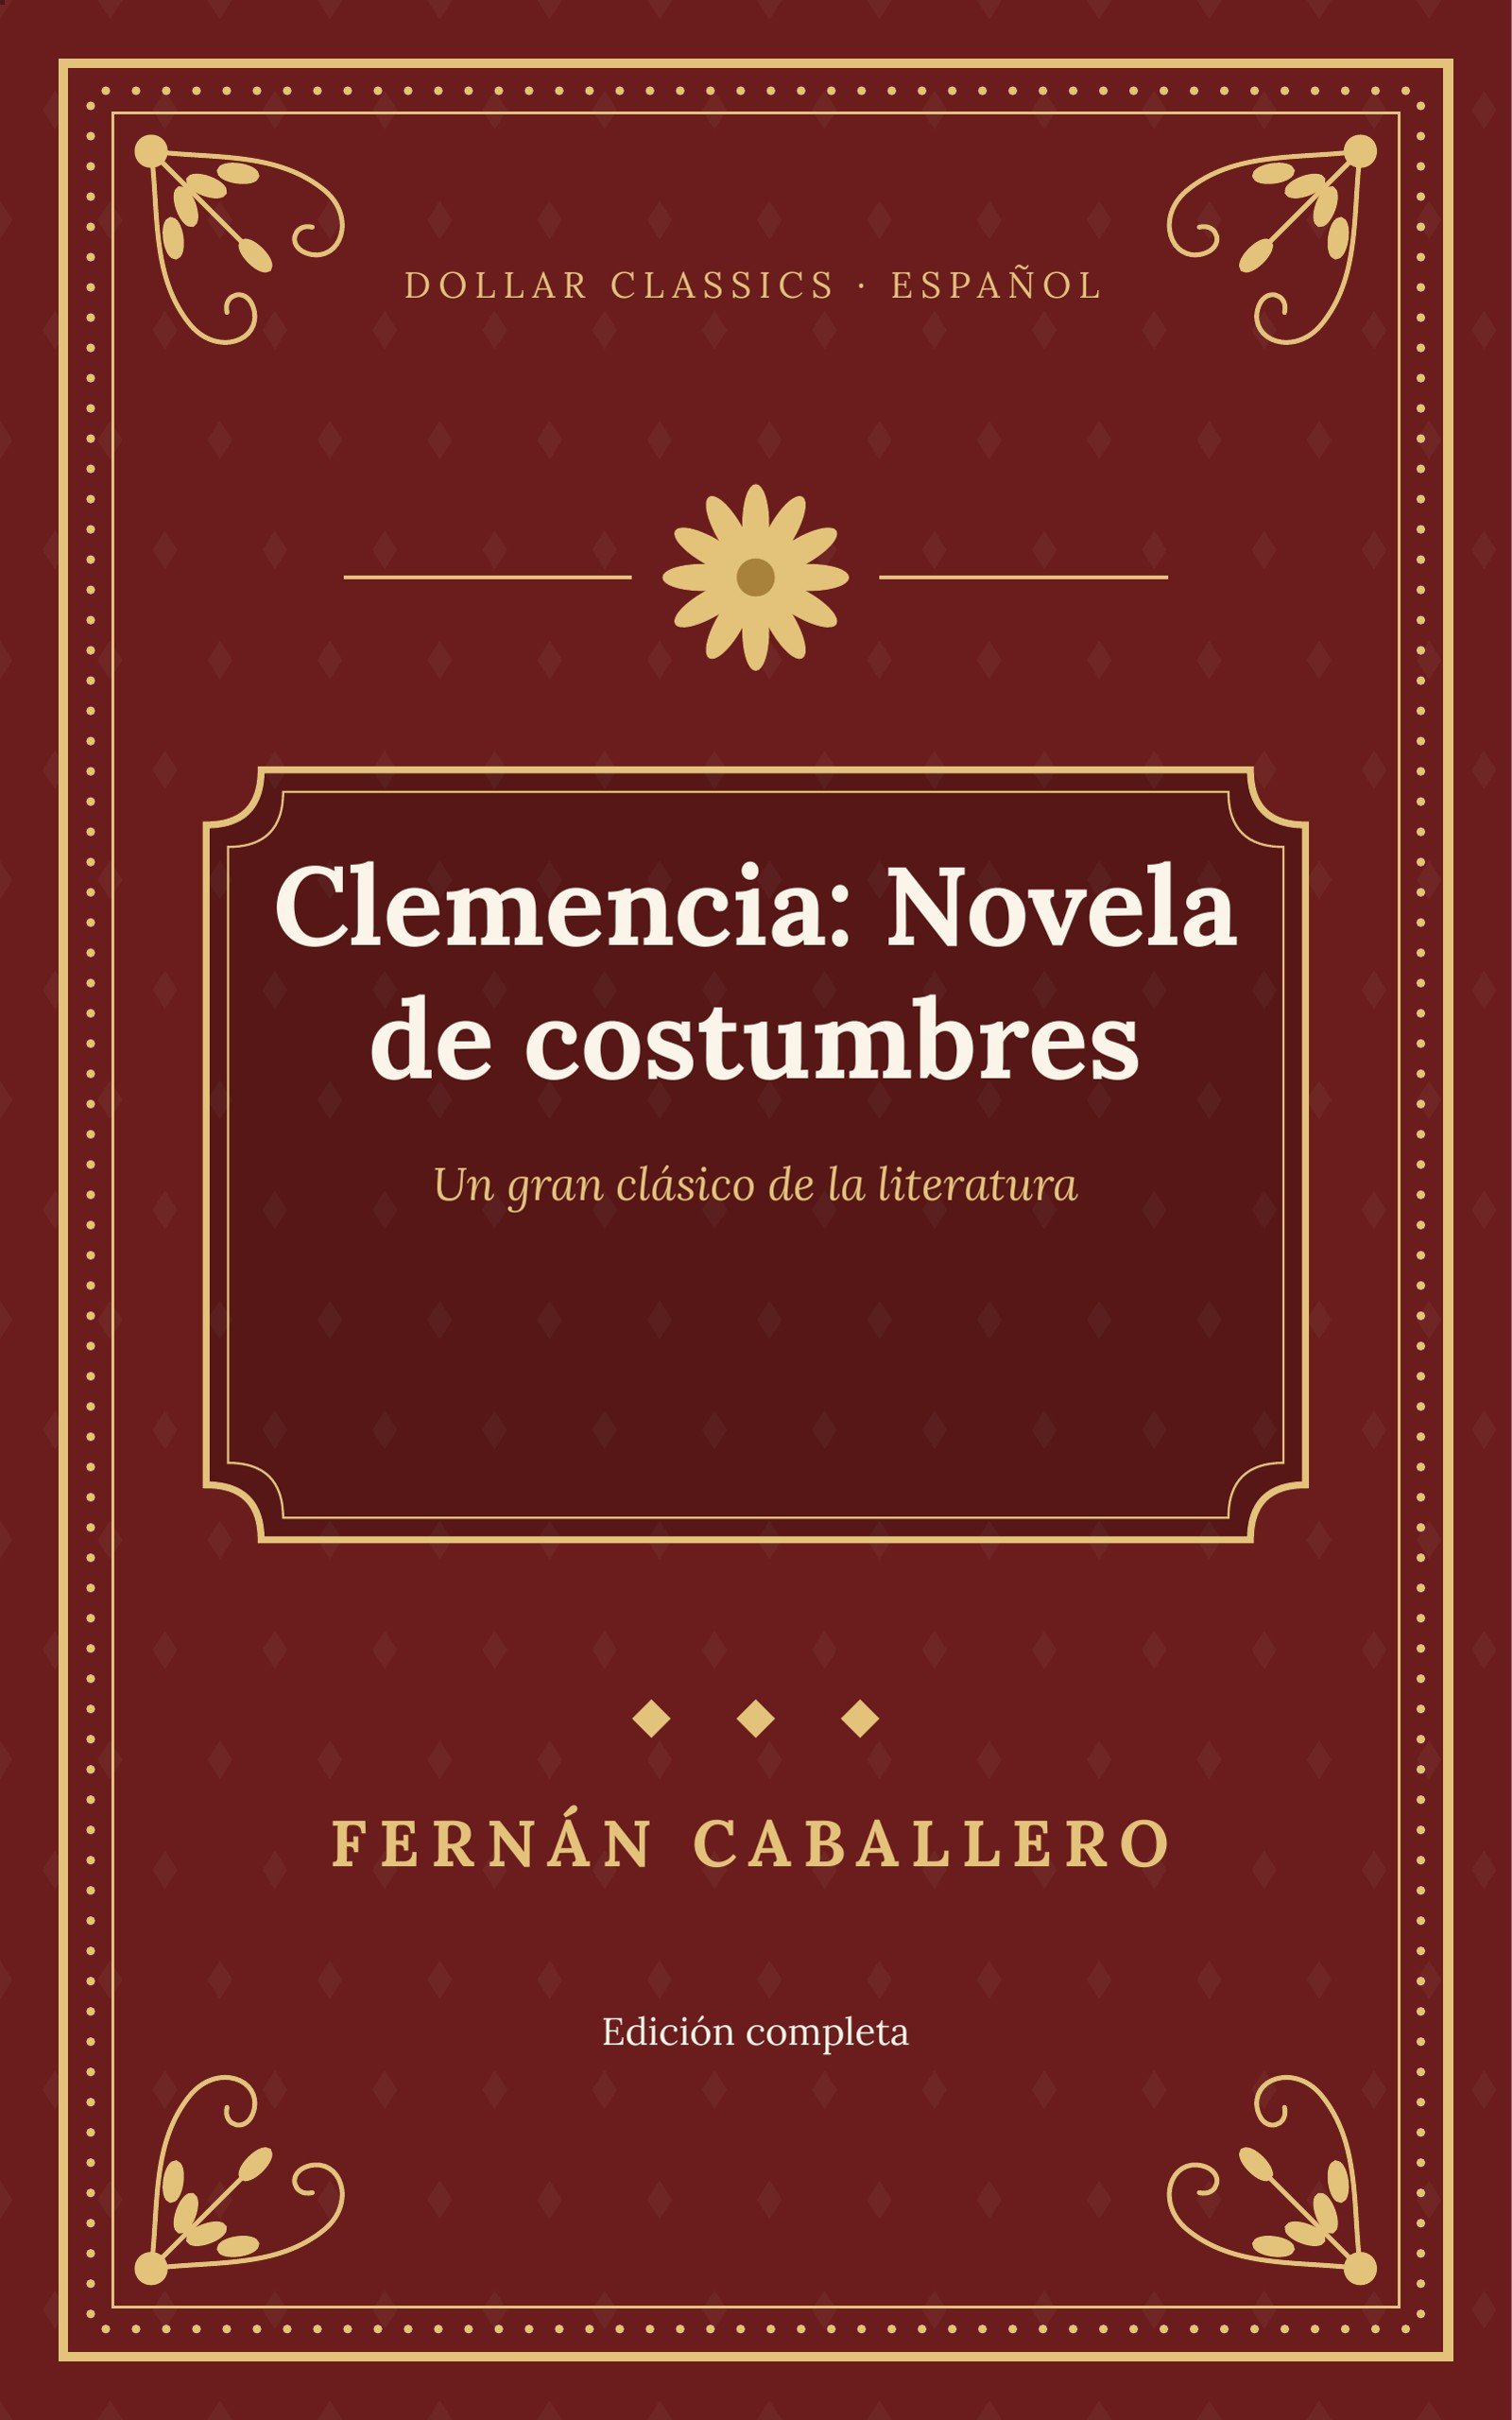 DOLLAR CLASSICS · ESPAÑOL
Clemencia: Novela
de costumbres
Un gran clásico de la literatura
FERNÁN CABALLERO
Edición completa